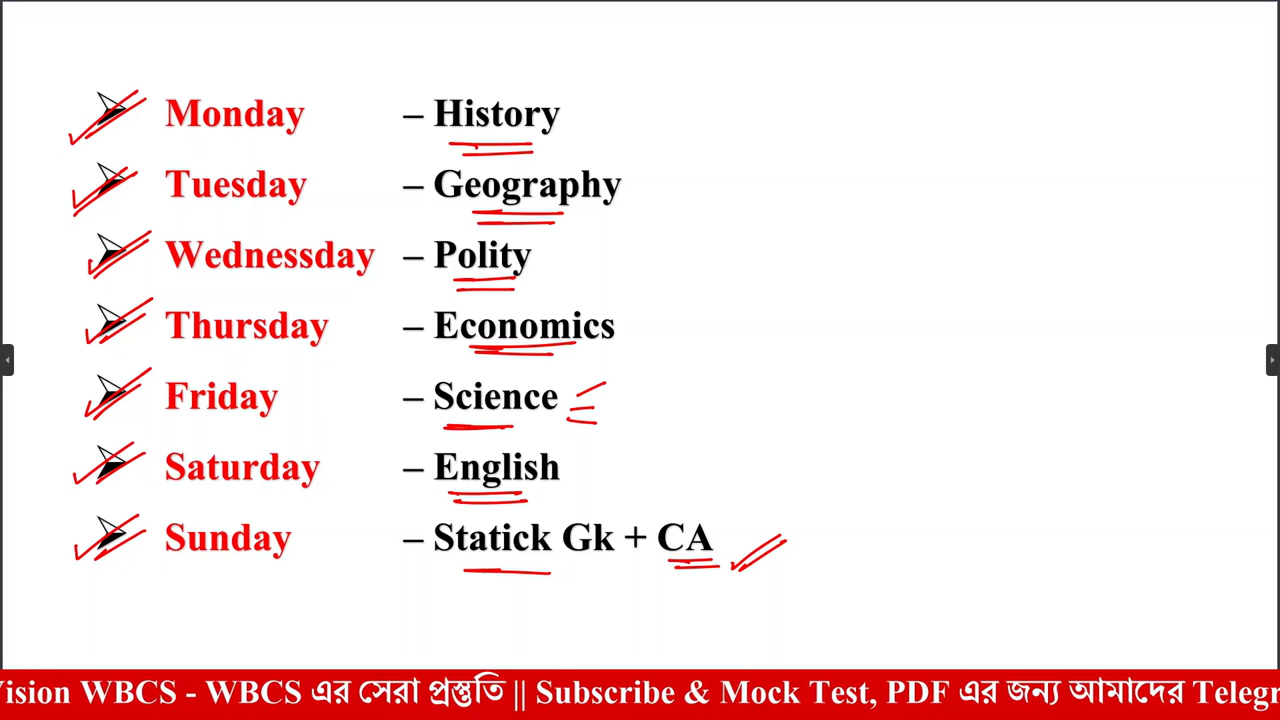 Monday – History
Tuesday – Geography
Wednessday – Polity
Thursday – Economics
Friday – Science
Saturday – English
Sunday – Statick Gk + CA
Vision WBCS - WBCS এর সেরা প্রস্তুতি || Subscribe & Mock Test, PDF এর জন্য আমাদের Telegr